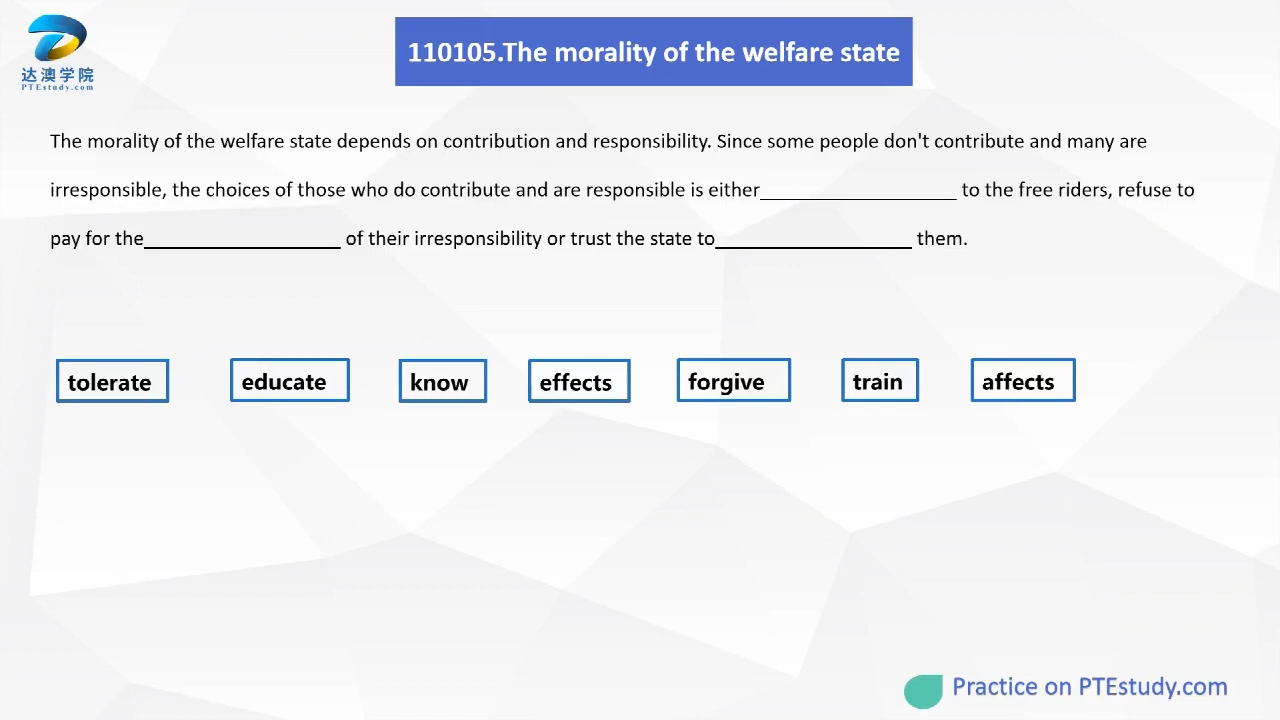 达澳学院
PTEstudy.com
110105.The morality of the welfare state
The morality of the welfare state depends on contribution and responsibility. Since some people don't contribute and many are
irresponsible, the choices of those who do contribute and are responsible is either____________________ to the free riders, refuse to
pay for the____________________ of their irresponsibility or trust the state to____________________ them.
tolerate educate know effects forgive train affects
Practice on PTEstudy.com